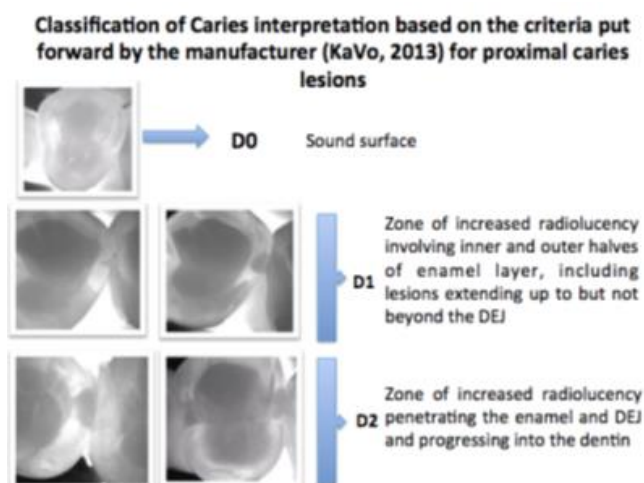 Classification of Caries interpretation based on the criteria put
forward by the manufacturer (KaVo, 2013) for proximal caries
lesions
D0
Sound surface
D1
Zone of increased radiolucency
involving inner and outer halves
of enamel layer, including
lesions extending up to but not
beyond the DEJ
D2
Zone of increased radiolucency
penetrating the enamel and DEJ
and progressing into the dentin